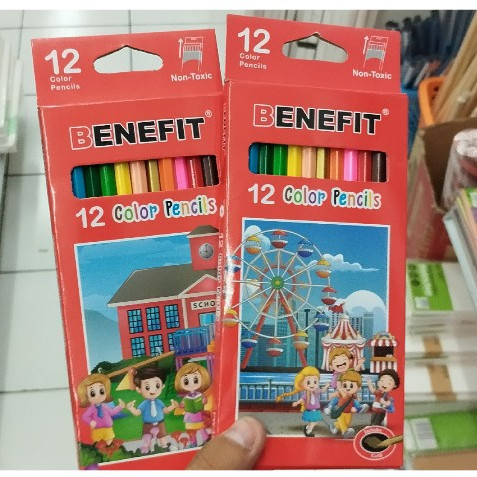 12
Color
Pencils
Non-Toxic
BENEFIT®
12 Color Pencils
SCHO
12
Color
Pencils
Non-Toxic
BENEFIT®
12 Color Pencils